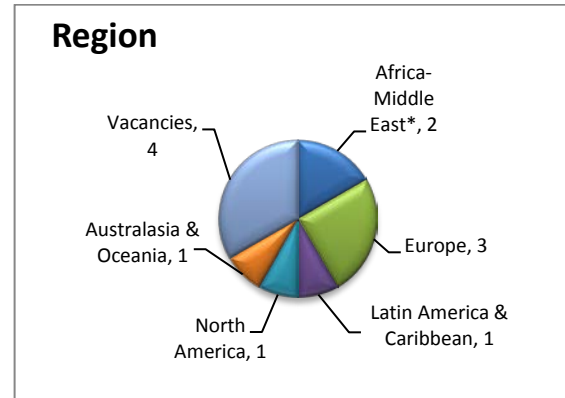 Region
Africa-
Middle
East*, 2
Europe, 3
Latin America &
Caribbean, 1
North
America, 1
Australasia &
Oceania, 1
Vacancies,
4